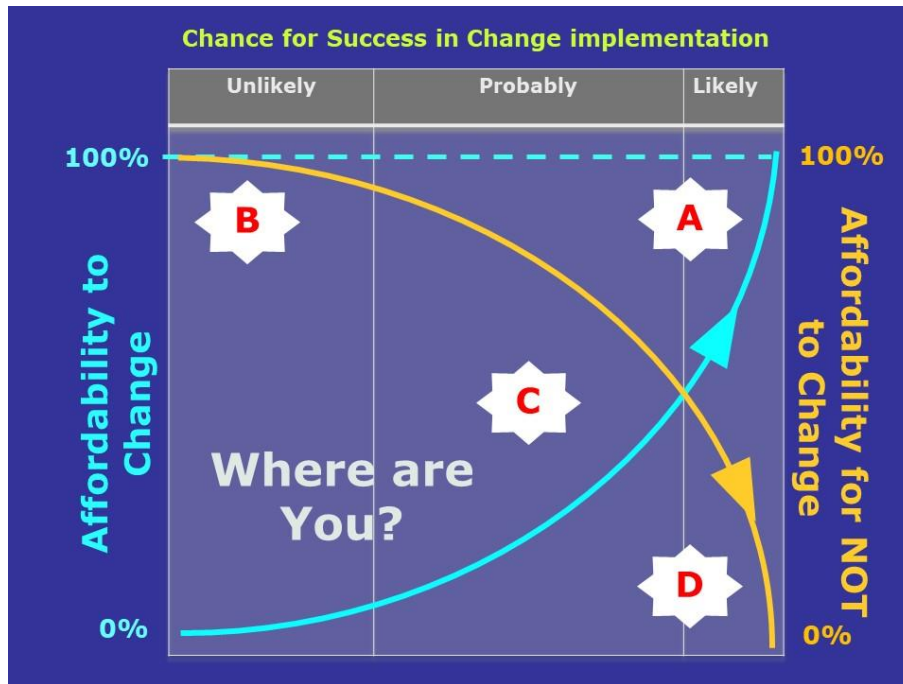 Chance for Success in Change implementation
Unlikely
Probably
Likely
100%
100%
B
A
Affordability to
Change
Affordability for NOT
to Change
C
Where are
You?
D
0%
0%